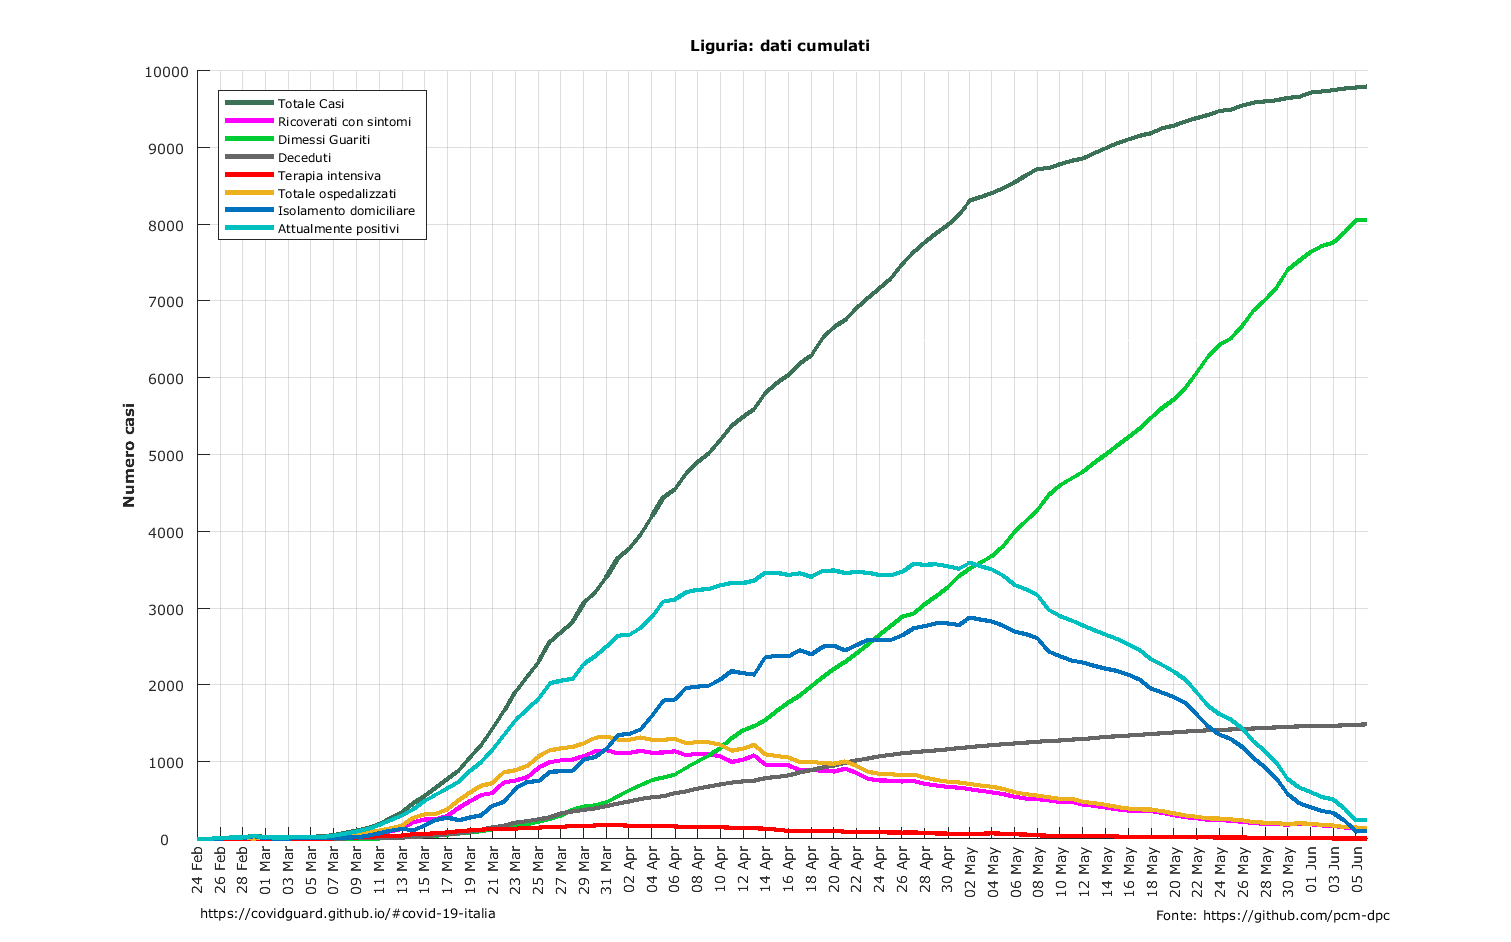 Liguria: dati cumulati
10000
9000
8000
7000
6000
5000
4000
3000
2000
1000
0
Numero casi
Totale Casi
Ricoverati con sintomi
Dimessi Guariti
Deceduti
Terapia intensiva
Totale ospedalizzati
Isolamento domiciliare
Attualmente positivi
24 Feb
26 Feb
28 Feb
01 Mar
03 Mar
05 Mar
07 Mar
09 Mar
11 Mar
13 Mar
15 Mar
17 Mar
19 Mar
21 Mar
23 Mar
25 Mar
27 Mar
29 Mar
31 Mar
02 Apr
04 Apr
06 Apr
08 Apr
10 Apr
12 Apr
14 Apr
16 Apr
18 Apr
20 Apr
22 Apr
24 Apr
26 Apr
28 Apr
30 Apr
02 May
04 May
06 May
08 May
10 May
12 May
14 May
16 May
18 May
20 May
22 May
24 May
26 May
28 May
30 May
01 Jun
03 Jun
05 Jun
https://covidguard.github.io/#covid-19-italia
Fonte: https://github.com/pcm-dpc